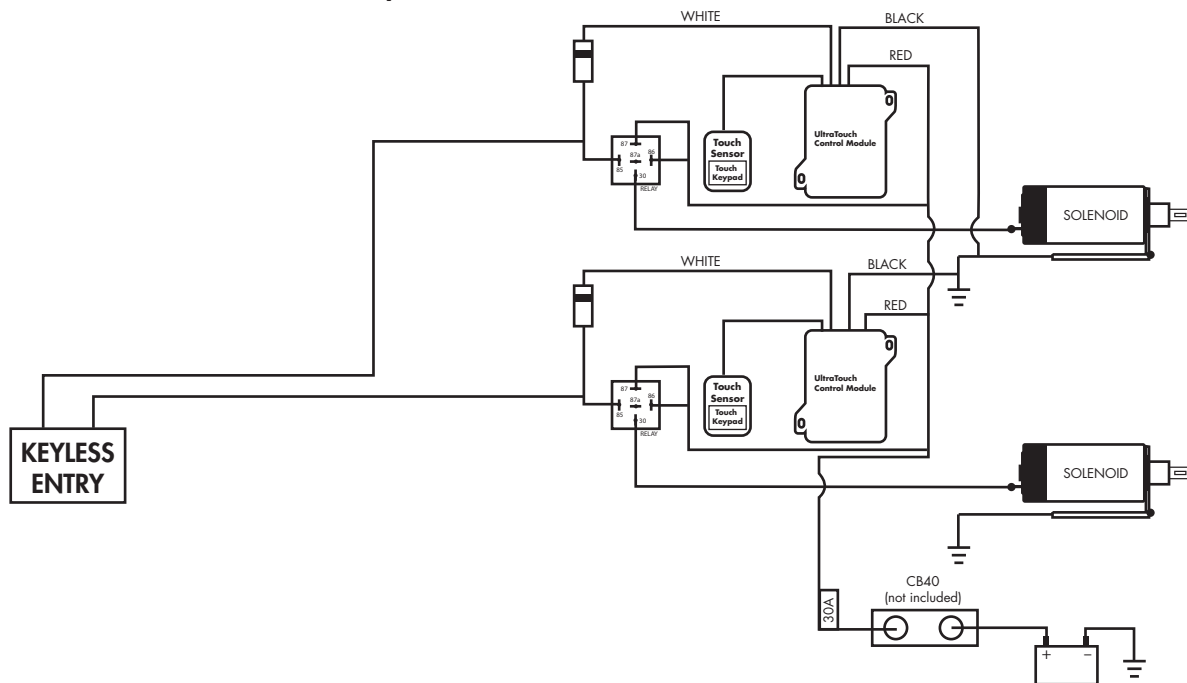 WHITE
BLACK
RED
87
87a
86
85
30
RELAY
Touch
Sensor
Touch
Keypad
UltraTouch
Control Module
SOLENOID
WHITE
BLACK
RED
87
87a
86
85
30
RELAY
Touch
Sensor
Touch
Keypad
UltraTouch
Control Module
KEYLESS
ENTRY
SOLENOID
CB40
(not included)
30A
+ −